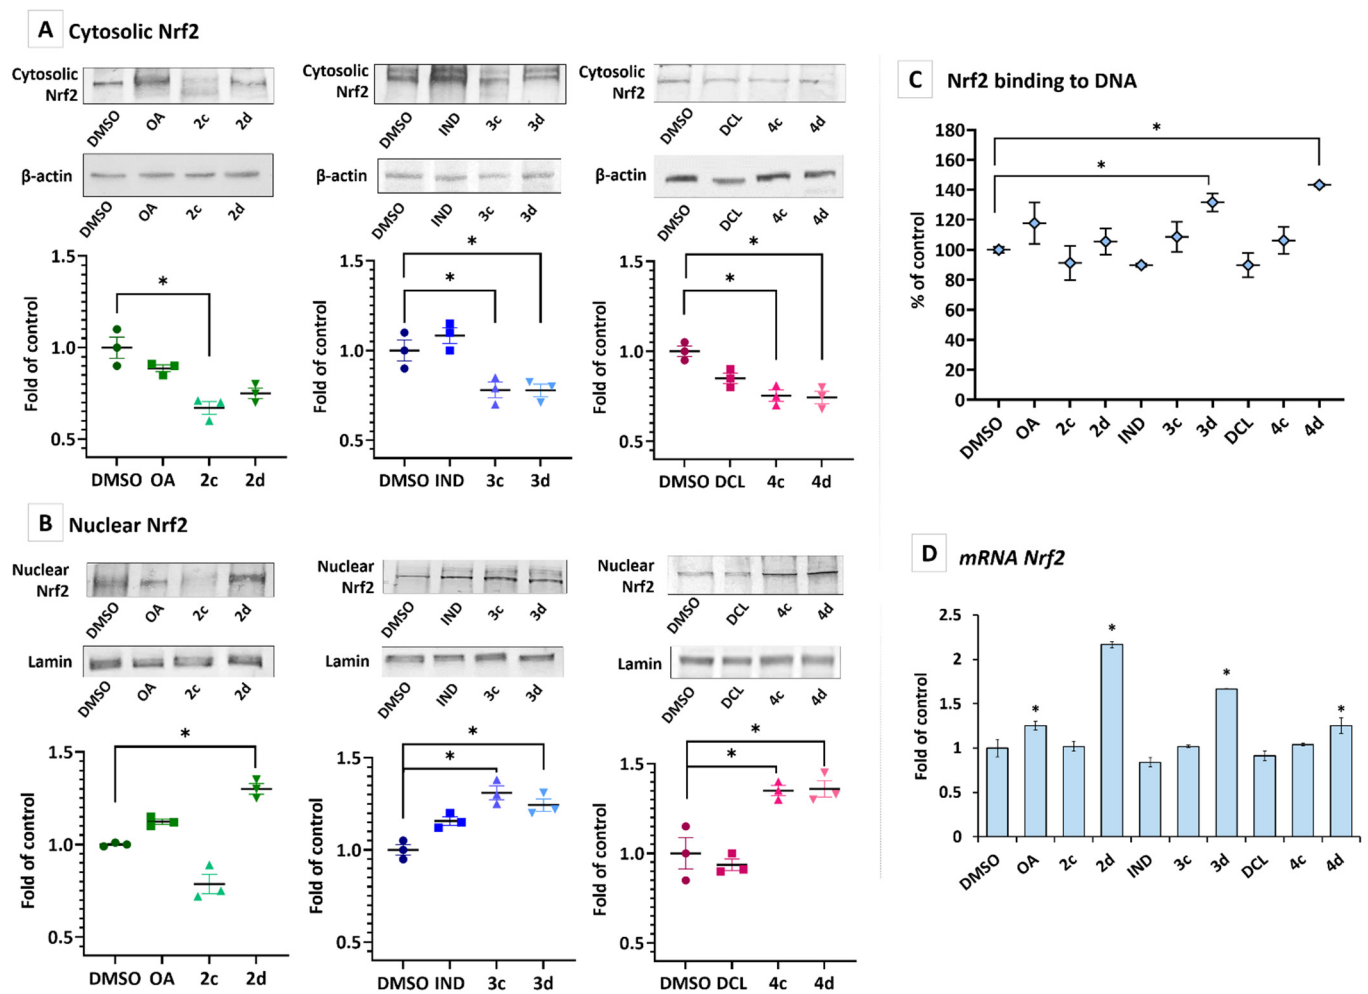 A Cytosolic Nrf2
Cytosolic
Nrf2
DMSO OA 2c 2d
β-actin
DMSO OA 2c 2d
Fold of control
1.5
1.0
0.5
*
DMSO OA 2c 2d
Cytosolic
Nrf2
DMSO IND 3c 3d
β-actin
DMSO IND 3c 3d
Fold of control
1.5
1.0
0.5
*
*
DMSO IND 3c 3d
Cytosolic
Nrf2
DMSO DCL 4c 4d
β-actin
DMSO DCL 4c 4d
Fold of control
1.5
1.0
0.5
*
*
DMSO DCL 4c 4d
B Nuclear Nrf2
Nuclear
Nrf2
DMSO OA 2c 2d
Lamin
DMSO OA 2c 2d
Fold of control
1.5
1.0
0.5
*
DMSO OA 2c 2d
Nuclear
Nrf2
DMSO IND 3c 3d
Lamin
DMSO IND 3c 3d
Fold of control
1.5
1.0
0.5
*
*
DMSO IND 3c 3d
Nuclear
Nrf2
DMSO DCL 4c 4d
Lamin
DMSO DCL 4c 4d
Fold of control
1.5
1.0
0.5
*
*
DMSO DCL 4c 4d
C Nrf2 binding to DNA
% of control
180
160
140
120
100
80
60
40
20
0
*
*
DMSO OA 2c 2d IND 3c 3d DCL 4c 4d
D mRNA Nrf2
Fold of control
2.5
2
1.5
1
0.5
0
* * * *
DMSO OA 2c 2d IND 3c 3d DCL 4c 4d